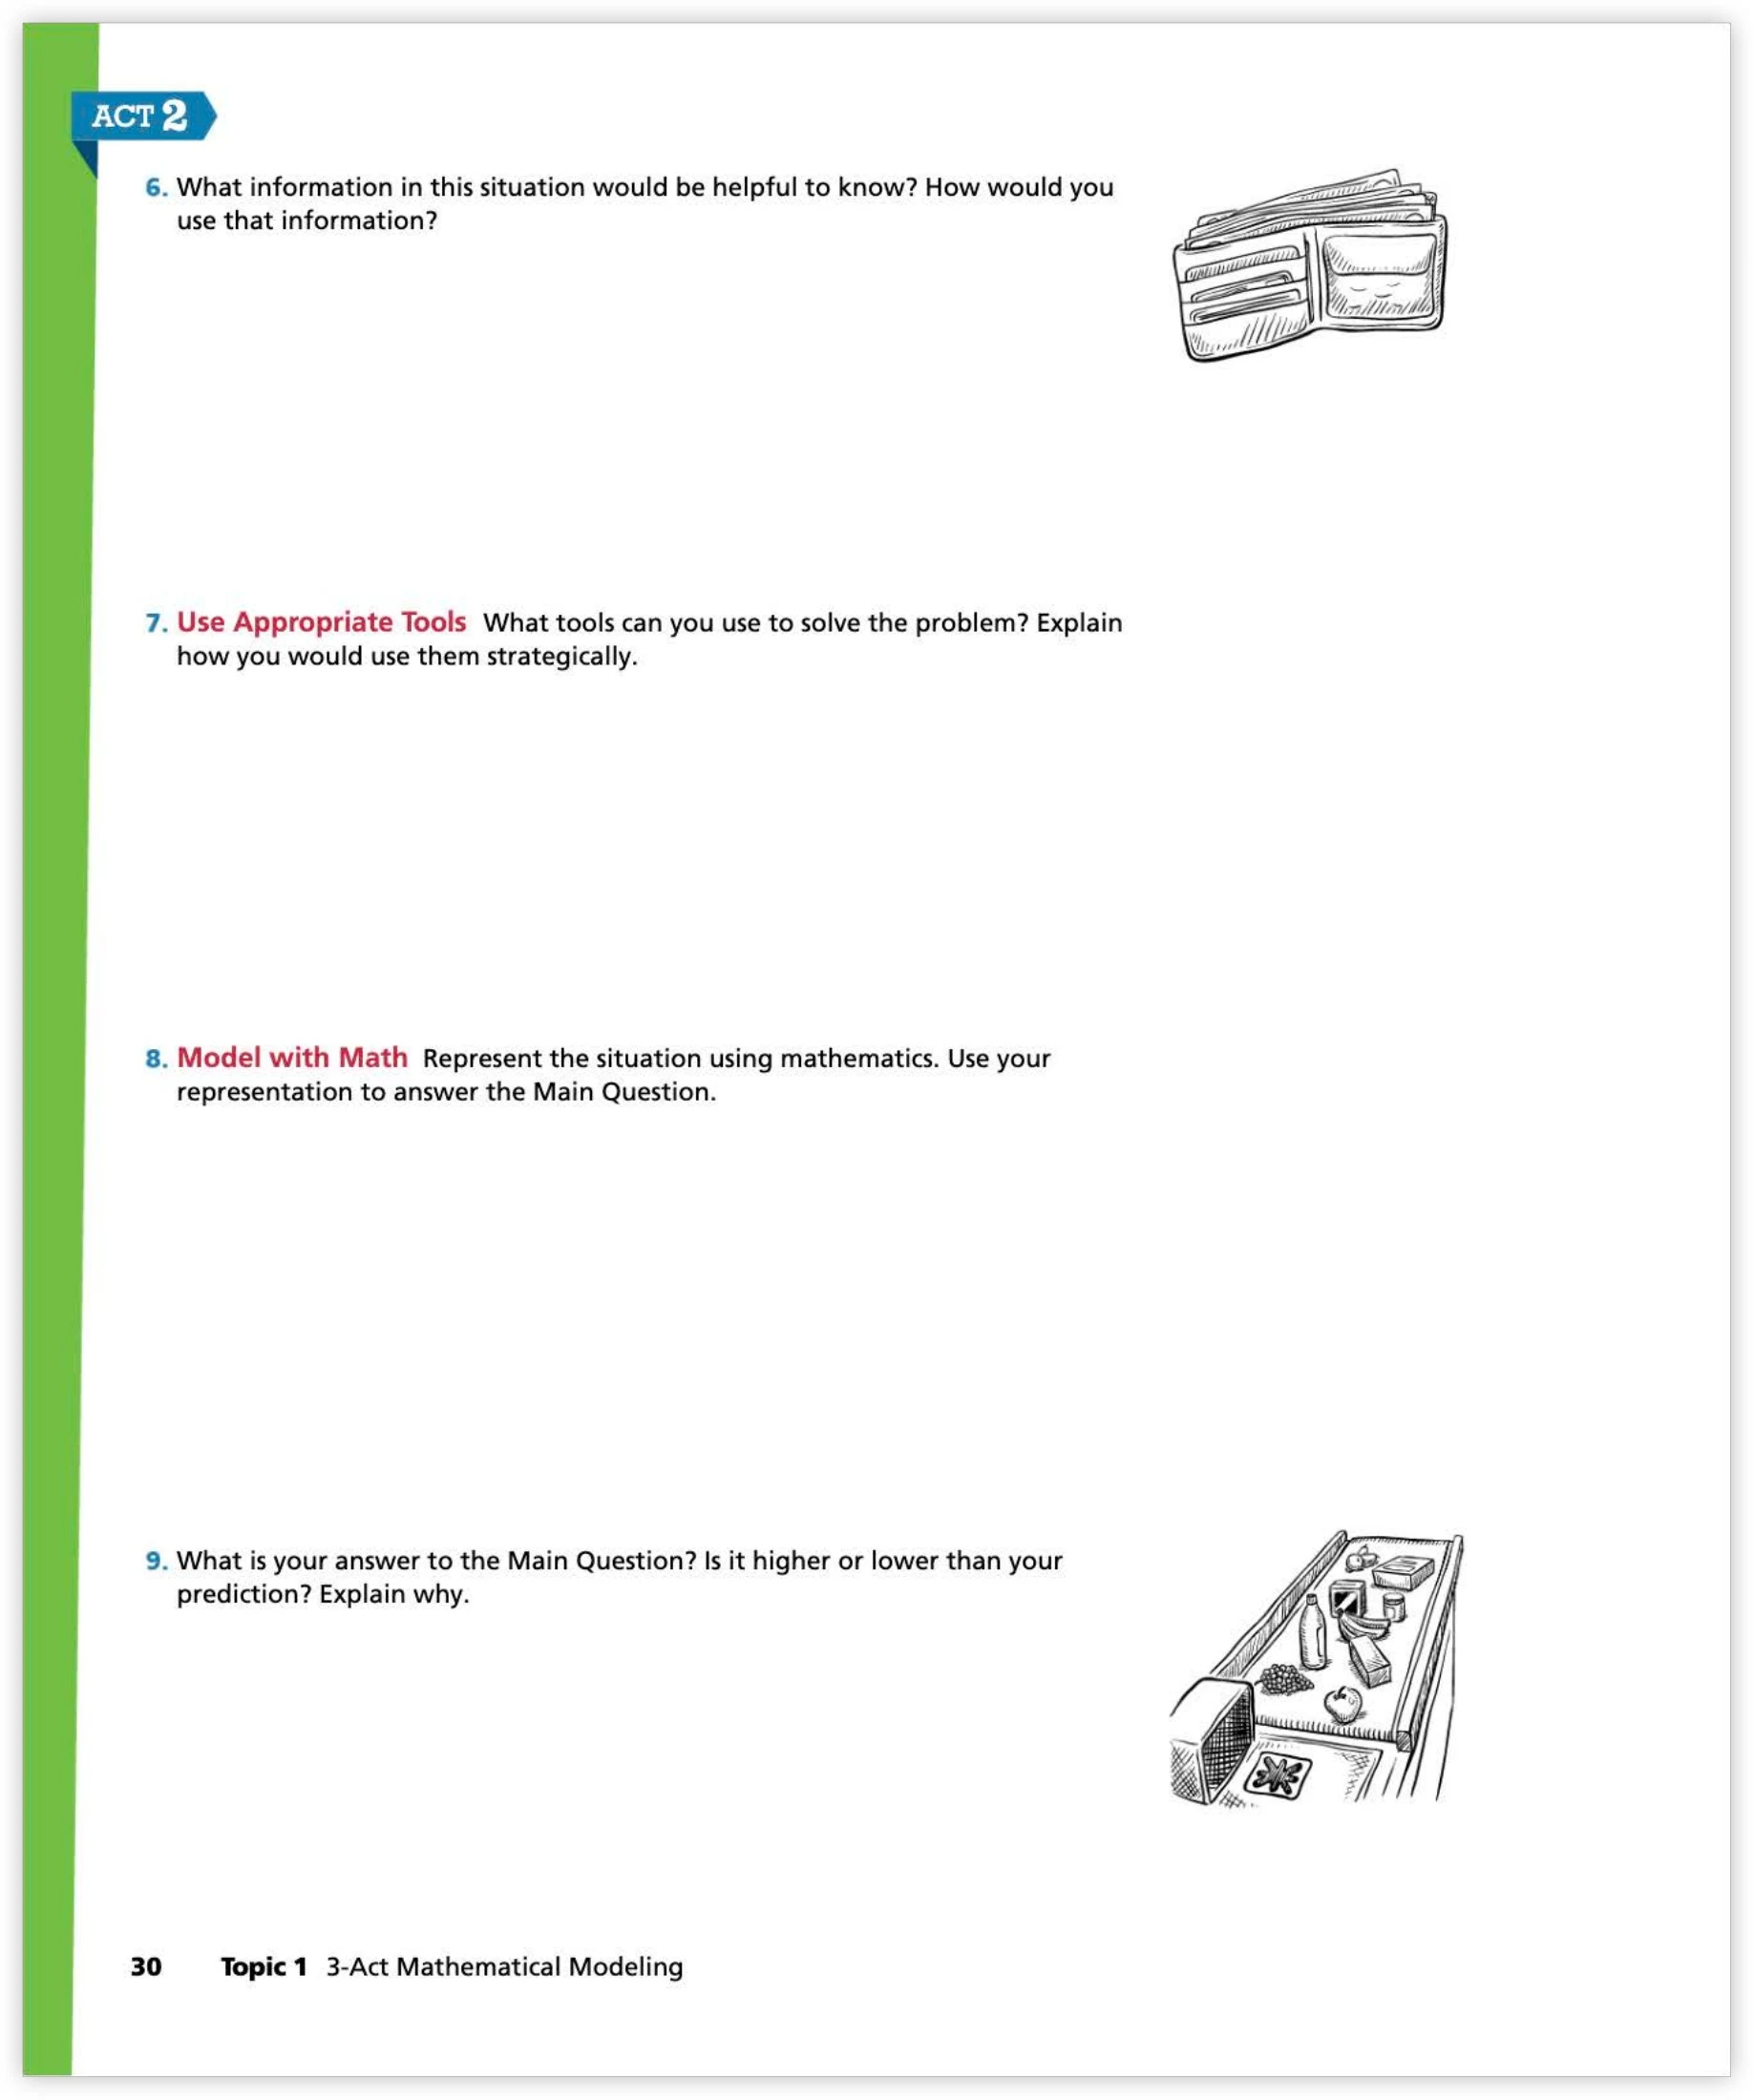 ACT 2
6. What information in this situation would be helpful to know? How would you
use that information?
7. Use Appropriate Tools What tools can you use to solve the problem? Explain
how you would use them strategically.
8. Model with Math Represent the situation using mathematics. Use your
representation to answer the Main Question.
9. What is your answer to the Main Question? Is it higher or lower than your
prediction? Explain why.
30 Topic 1 3-Act Mathematical Modeling